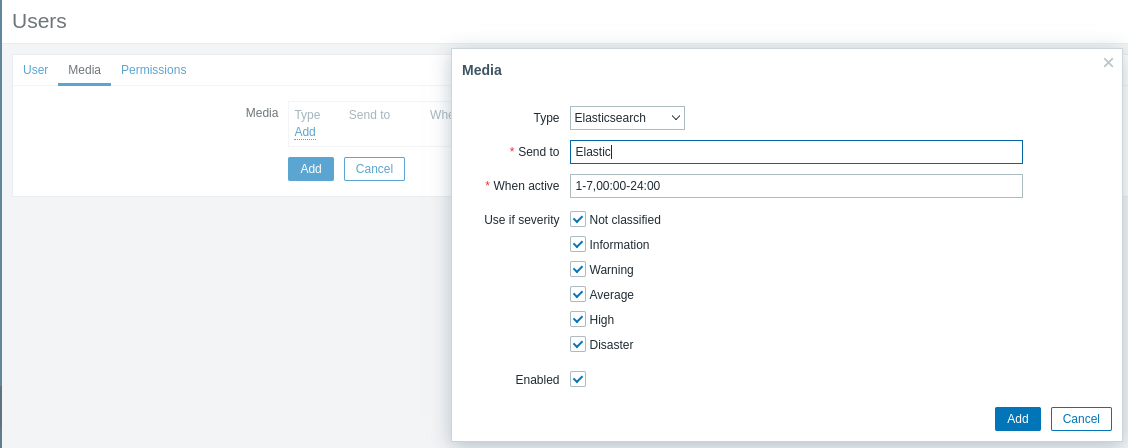 Users
User Media Permissions
Media
Type Send to Whe
Add
Add Cancel
Media
Type Elasticsearch
* Send to Elastic
* When active 1-7,00:00-24:00
Use if severity Not classified
Information
Warning
Average
High
Disaster
Enabled
Add Cancel